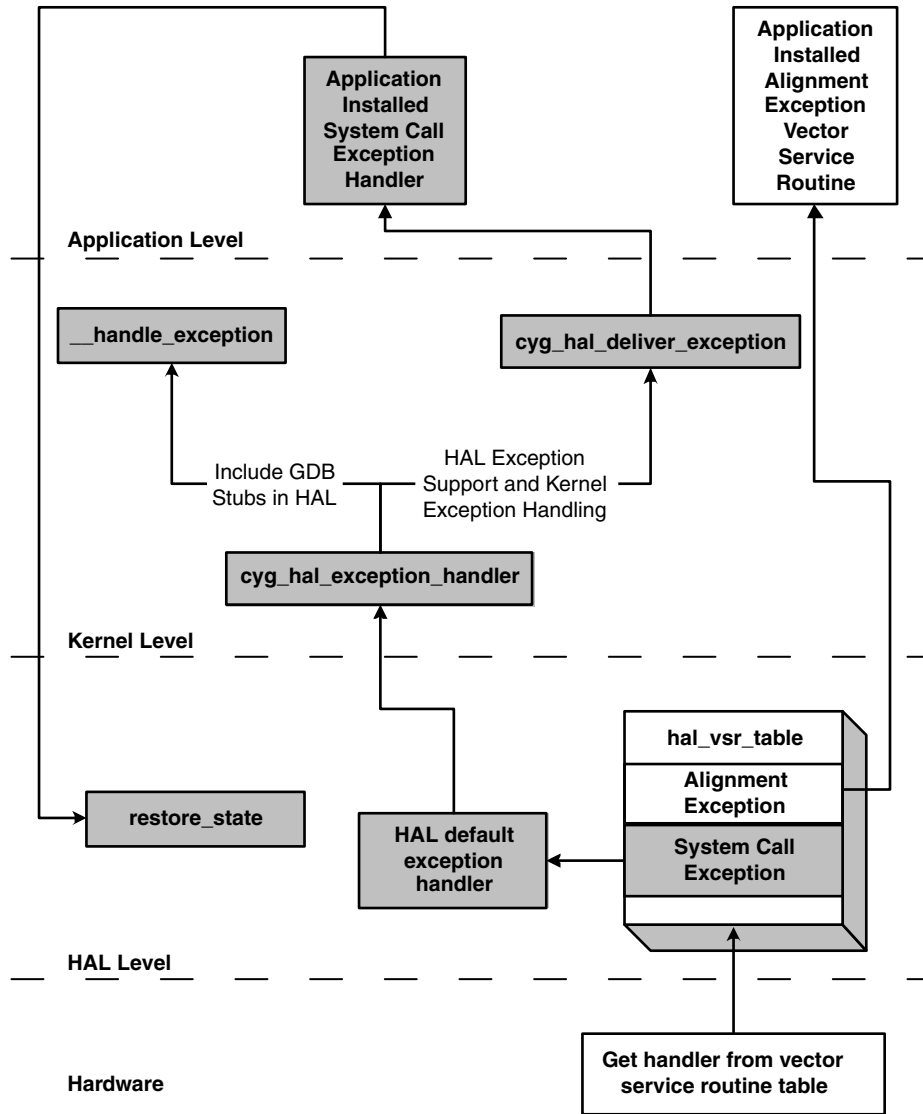 Application
Installed
System Call
Exception
Handler
Application
Installed
Alignment
Exception
Vector
Service
Routine
Application Level
__handle_exception
cyg_hal_deliver_exception
Include GDB
Stubs in HAL
HAL Exception
Support and Kernel
Exception Handling
cyg_hal_exception_handler
Kernel Level
hal_vsr_table
Alignment
Exception
restore_state
HAL default
exception
handler
System Call
Exception
HAL Level
Get handler from vector
service routine table
Hardware